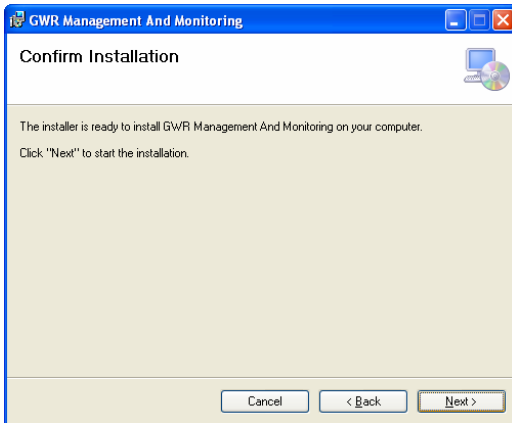 GWR Management And Monitoring
Confirm Installation
The installer is ready to install GWR Management And Monitoring on your computer.
Click "Next" to start the installation.
Cancel
< Back
Next >